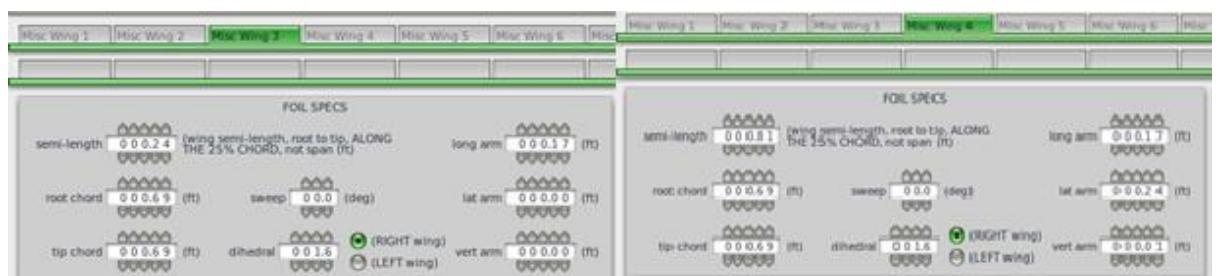 Misc Wing 1 Misc Wing 2 Misc Wing 3 Misc Wing 4 Misc Wing 5 Misc Wing 6 Misc
FOIL SPECS
semi-length 0 0 0.2 4 (wing semi-length, root to tip, ALONG THE 25% CHORD, not span (ft) long arm 0 0 0.1 7 (ft)
root chord 0 0 0.6 9 (ft) sweep 0 0.0 (deg) lat arm 0 0 0.0 0 (ft)
tip chord 0 0 0.6 9 (ft) dihedral 0 0 1.6 (RIGHT wing) vert arm 0 0 0.0 0 (ft)
(LEFT wing)
Misc Wing 1 Misc Wing 2 Misc Wing 3 Misc Wing 4 Misc Wing 5 Misc Wing 6 Misc
FOIL SPECS
semi-length 0 0 0.8 1 (wing semi-length, root to tip, ALONG THE 25% CHORD, not span (ft) long arm 0 0 0.1 7 (ft)
root chord 0 0 0.6 9 (ft) sweep 0 0.0 (deg) lat arm 0 0 0.2 4 (ft)
tip chord 0 0 0.6 9 (ft) dihedral 0 0 1.6 (RIGHT wing) vert arm 0 0 0.0 1 (ft)
(LEFT wing)